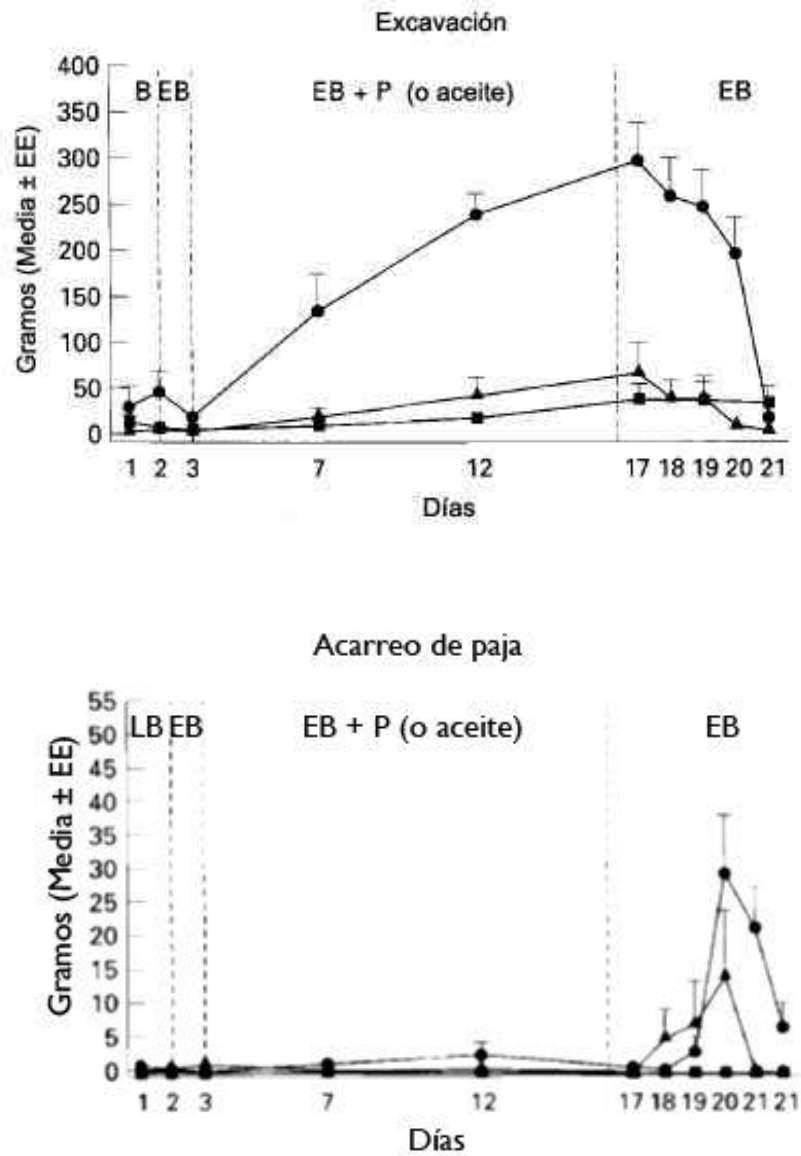 Excavación
Gramos (Media ± EE)
400
350
300
250
200
150
100
50
0
B EB EB + P (o aceite) EB
1 2 3 7 12 17 18 19 20 21
Días
Acarreo de paja
Gramos (Media ± EE)
55
50
45
40
35
30
25
20
15
10
5
0
LB EB EB + P (o aceite) EB
1 2 3 7 12 17 18 19 20 21 21
Días